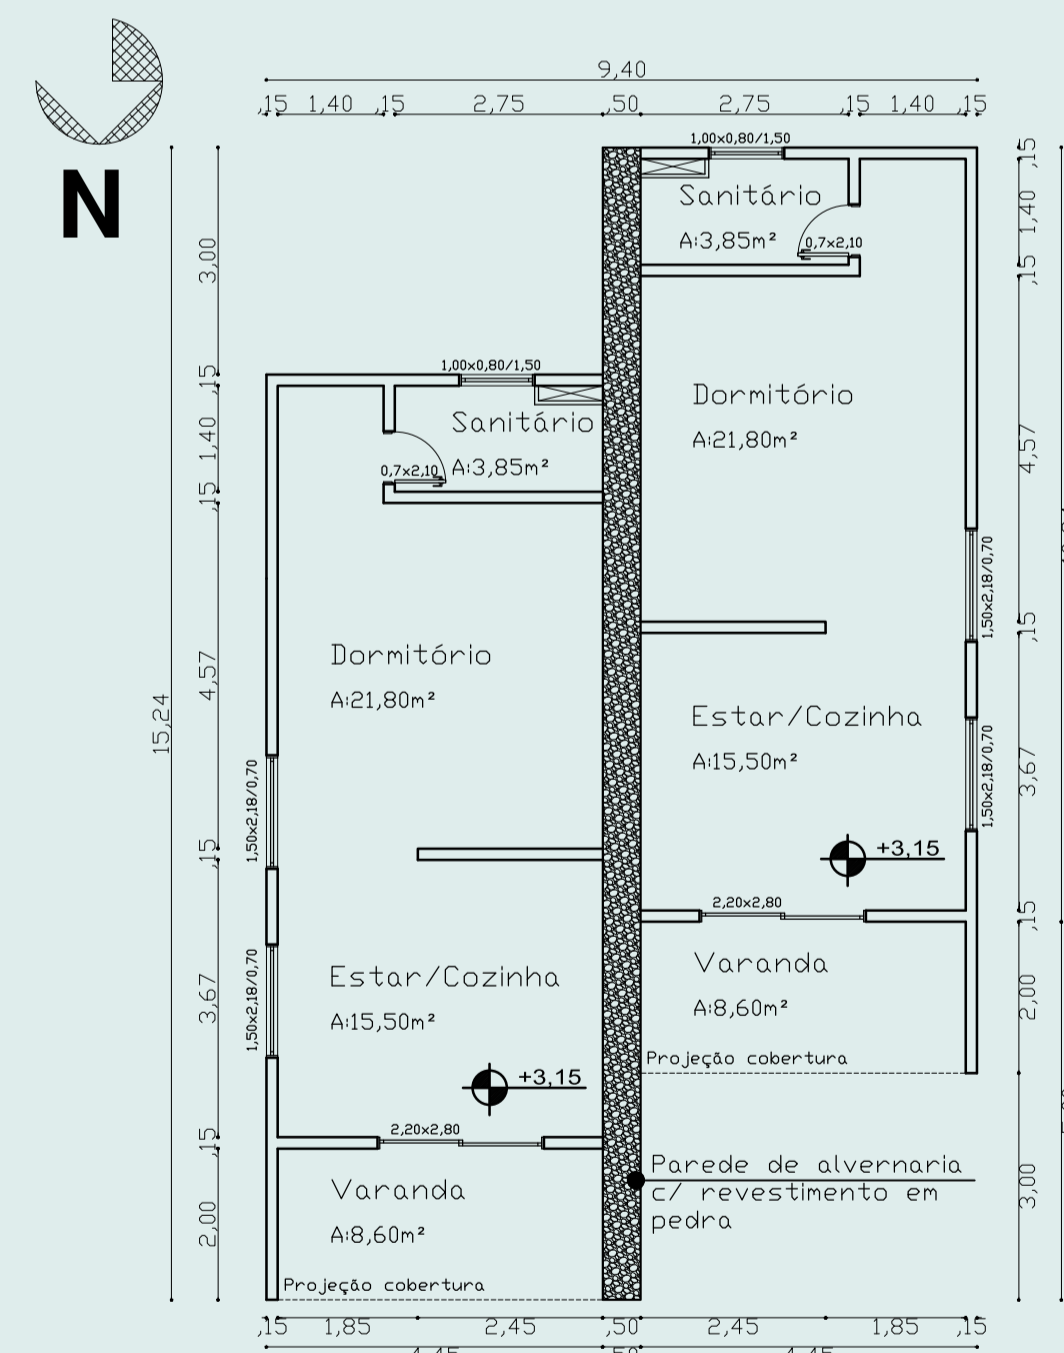 9,40
,15 1,40 ,15 2,75 ,50 2,75 ,15 1,40 ,15
N
1,00x0,80/1,50
Sanitário
A:3,85m²
0,7x2,10
,15
1,40
,15
3,00
1,00x0,80/1,50
Sanitário
A:3,85m²
0,7x2,10
,15
1,40
,15
Dormitório
A:21,80m²
4,57
1,50x2,18/0,70
,15
Dormitório
A:21,80m²
4,57
15,24
Estar/Cozinha
A:15,50m²
1,50x2,18/0,70
3,67
1,50x2,18/0,70
,15
+3,15
2,20x2,80
,15
Estar/Cozinha
A:15,50m²
1,50x2,18/0,70
3,67
Varanda
A:8,60m²
2,00
Projeção cobertura
+3,15
2,20x2,80
,15
Varanda
A:8,60m²
2,00
Projeção cobertura
Parede de alvernaria
c/ revestimento em
pedra
3,00
,15 1,85 2,45 ,50 2,45 1,85 ,15